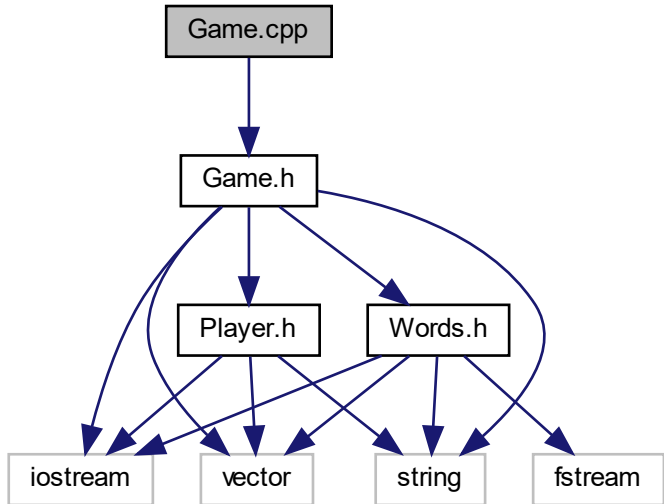 Game.cpp
Game.h
Player.h
Words.h
iostream
vector
string
fstream